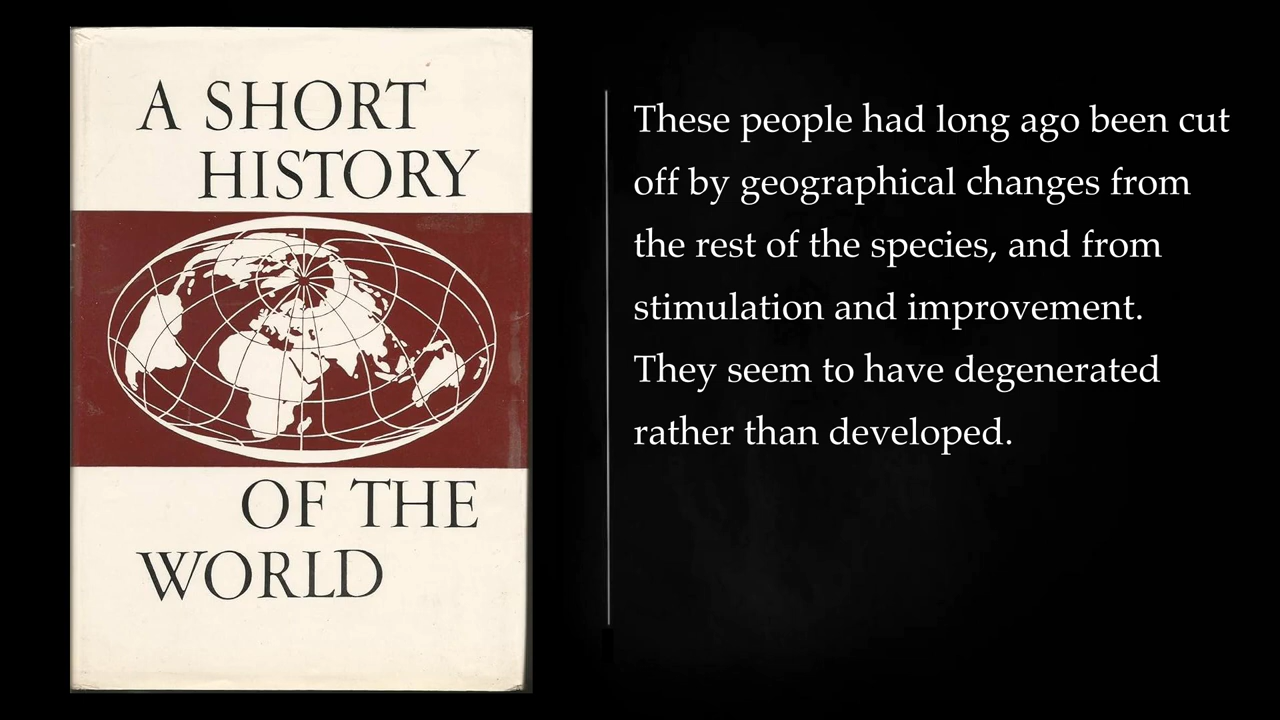 A SHORT
HISTORY
OF THE
WORLD
These people had long ago been cut
off by geographical changes from
the rest of the species, and from
stimulation and improvement.
They seem to have degenerated
rather than developed.